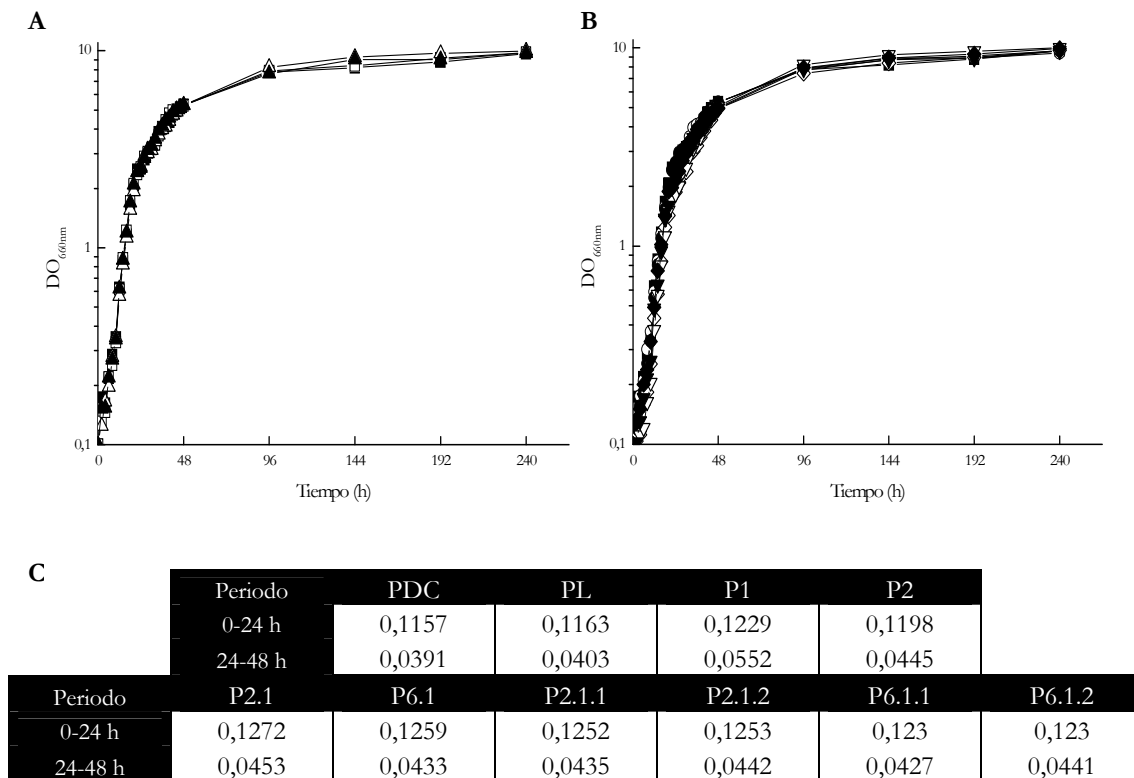 A
B
10
1
0,1
DO660nm
0 48 96 144 192 240
Tiempo (h)
10
1
0,1
DO660nm
0 48 96 144 192 240
Tiempo (h)
C
Periodo PDC PL P1 P2
0-24 h 0,1157 0,1163 0,1229 0,1198
24-48 h 0,0391 0,0403 0,0552 0,0445
Periodo P2.1 P6.1 P2.1.1 P2.1.2 P6.1.1 P6.1.2
0-24 h 0,1272 0,1259 0,1252 0,1253 0,123 0,123
24-48 h 0,0453 0,0433 0,0435 0,0442 0,0427 0,0441